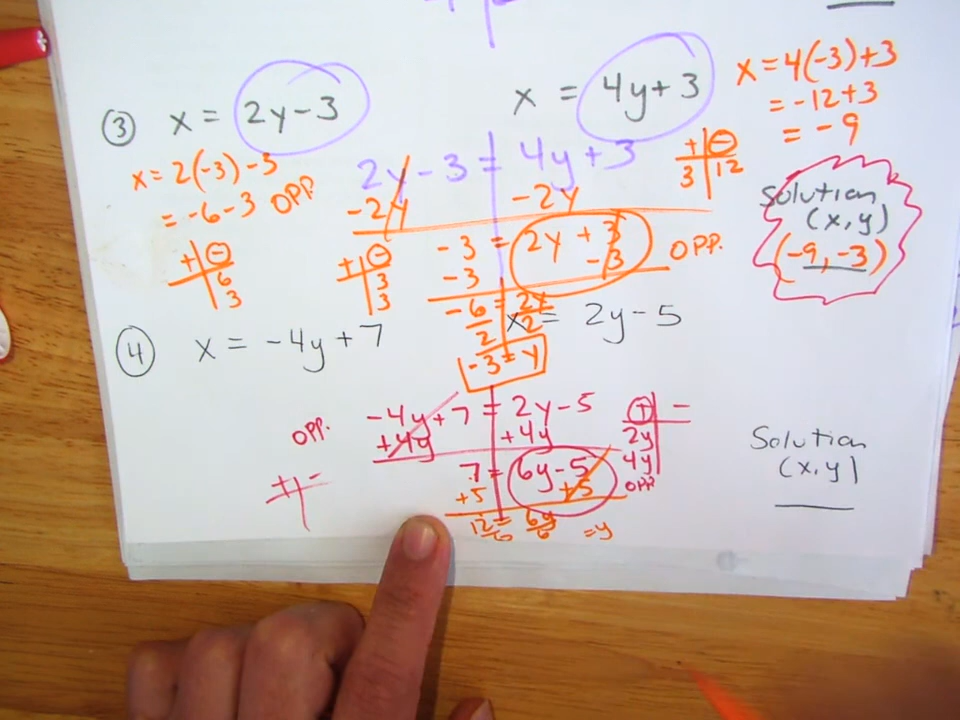 ③ x = 2y - 3
x = 4y + 3
x = 4(-3) + 3
= -12 + 3
= -9
x = 2(-3) - 3
= -6 - 3 OPP.
+ | -
6
3
2y - 3 = 4y + 3
-2y -2y
+ | -
3 | 12
+ | -
3
3
-3 = 2y + 3
-3 -3
OPP.
-6/2 = 2y/2
-3 = y
Solution
(x,y)
(-9, -3)
④ x = -4y + 7
x = 2y - 5
OPP.
-4y + 7 = 2y - 5
+4y +4y
7 = 6y - 5
+5 +5
12/6 = 6y/6 = y
+ | -
2y
4y
OPP
+ -
Solution
(x,y)